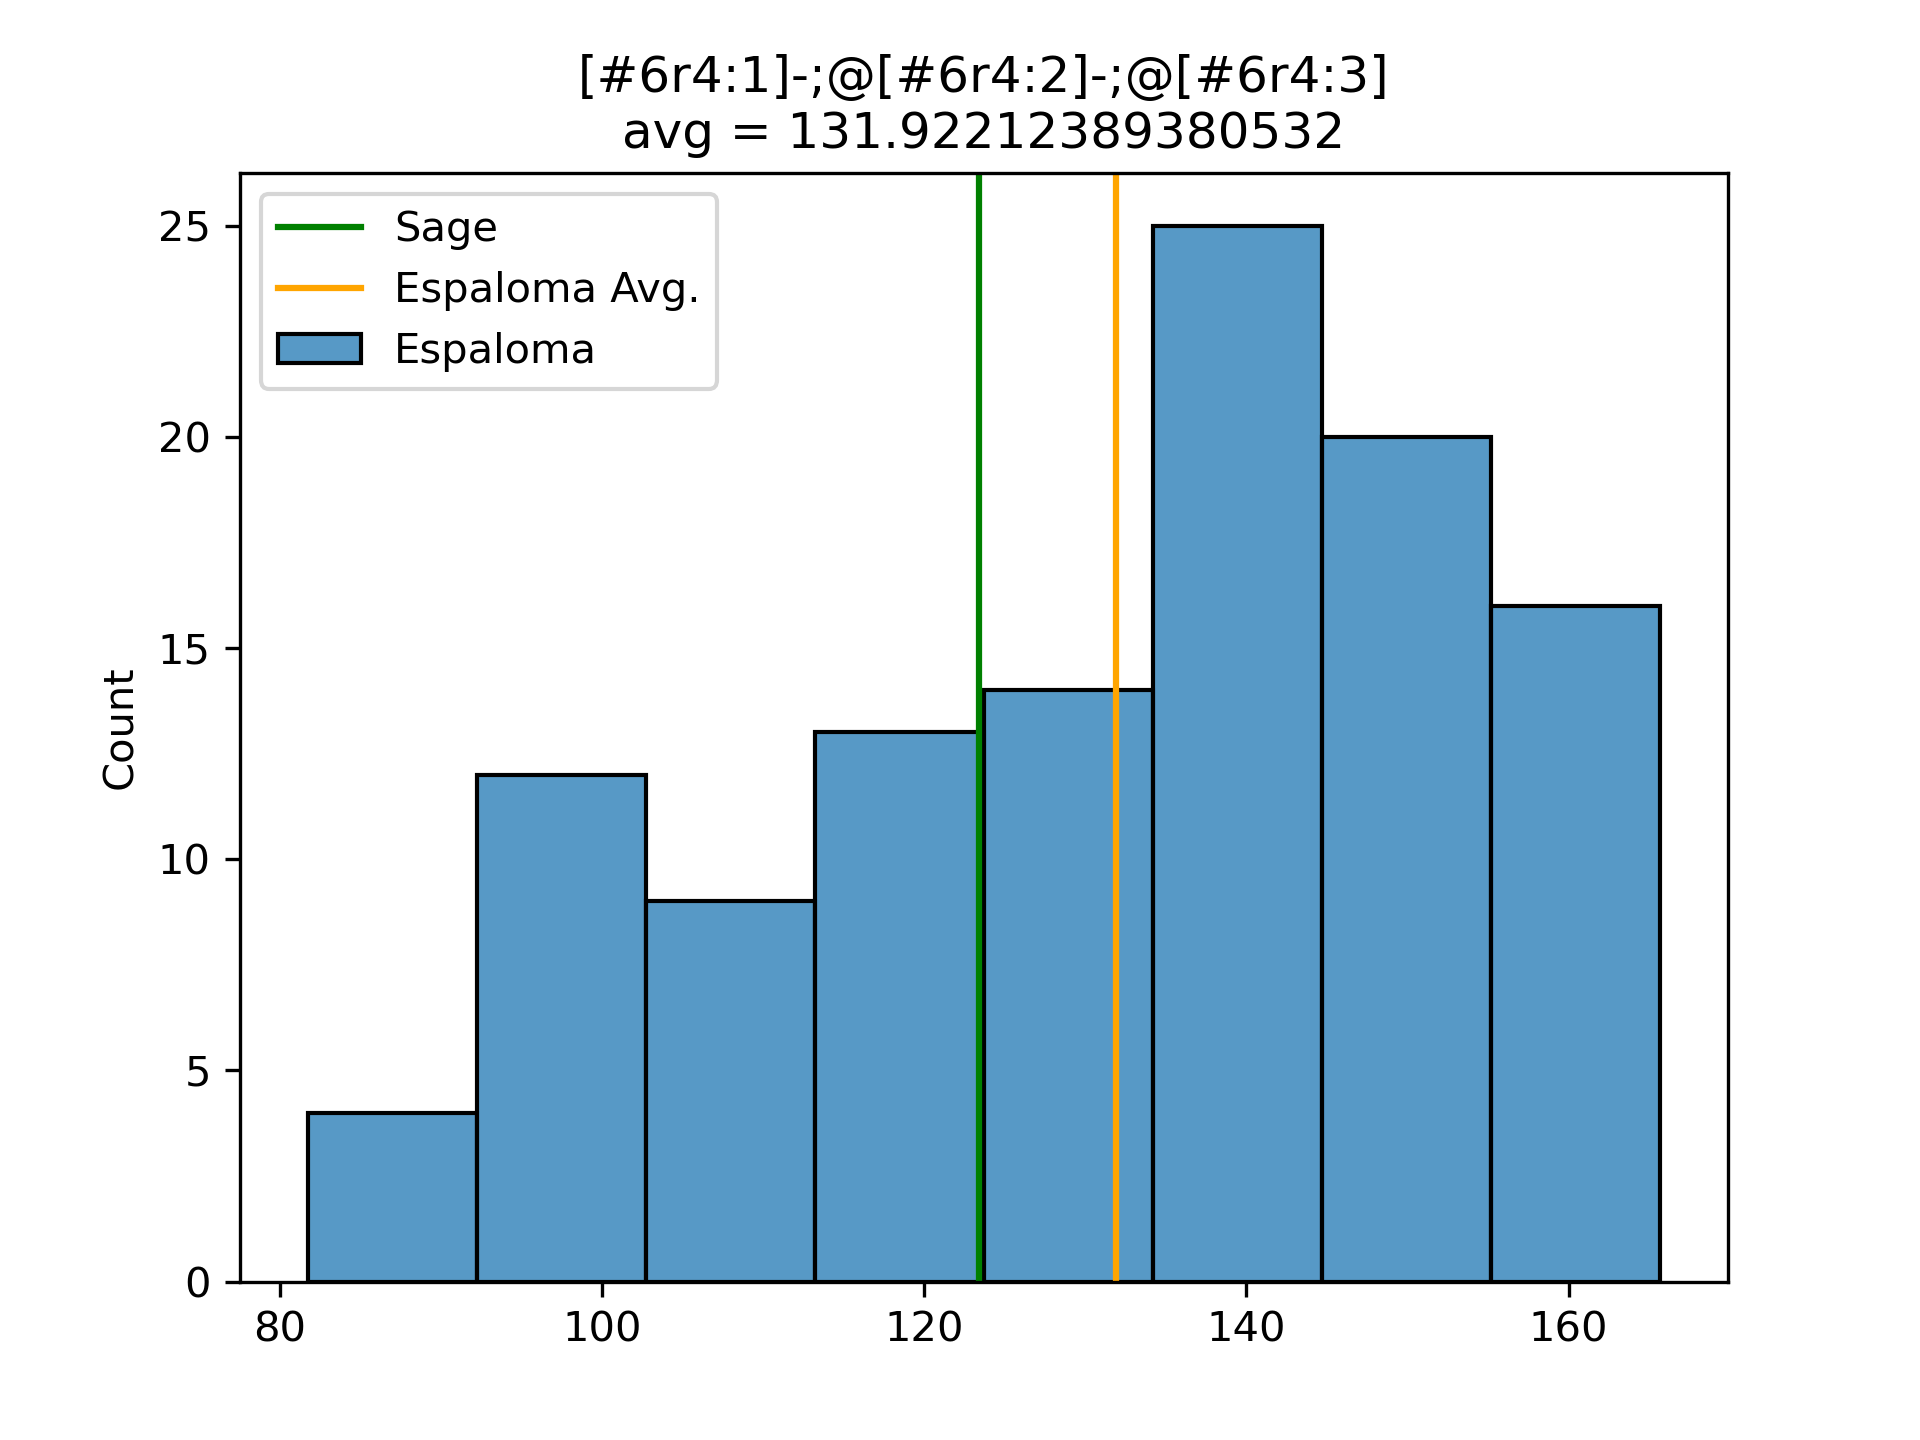 [#6r4:1]-;@[#6r4:2]-;@[#6r4:3]
avg = 131.92212389380532
Sage
Espaloma Avg.
Espaloma
25
20
15
10
5
0
Count
80 100 120 140 160